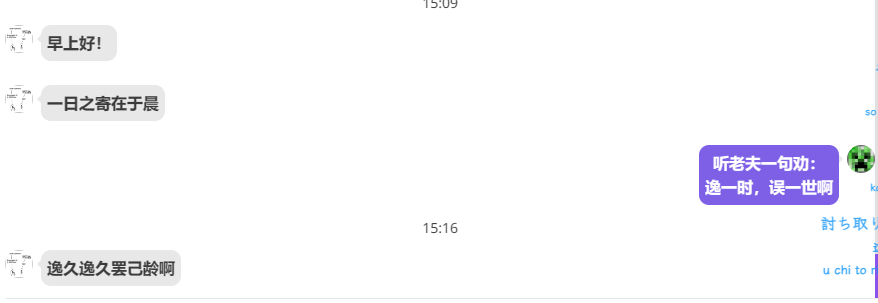 15:09
早上好！
一日之寄在于晨
听老夫一句劝：
逸一时，误一世啊
15:16
討ち取り
逸久逸久罢己龄啊
u chi to